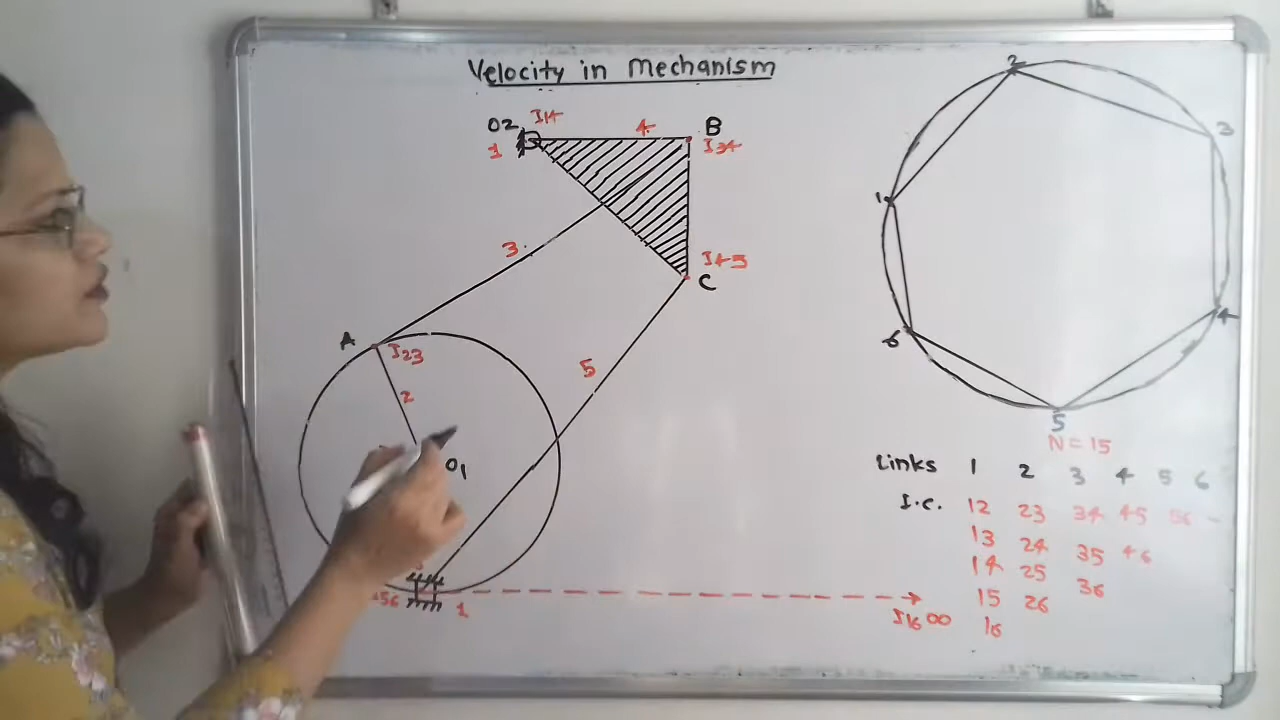 Velocity in Mechanism
O2 I14 4 B
1 I34
3
I45
C
A I23
2
5
O1
56 1
I16 ∞
2
3
1
4
6
5
N = 15
Links 1 2 3 4 5 6
I.C. 12 23 34 45 56
13 24 35 46
14 25 36
15 26
16